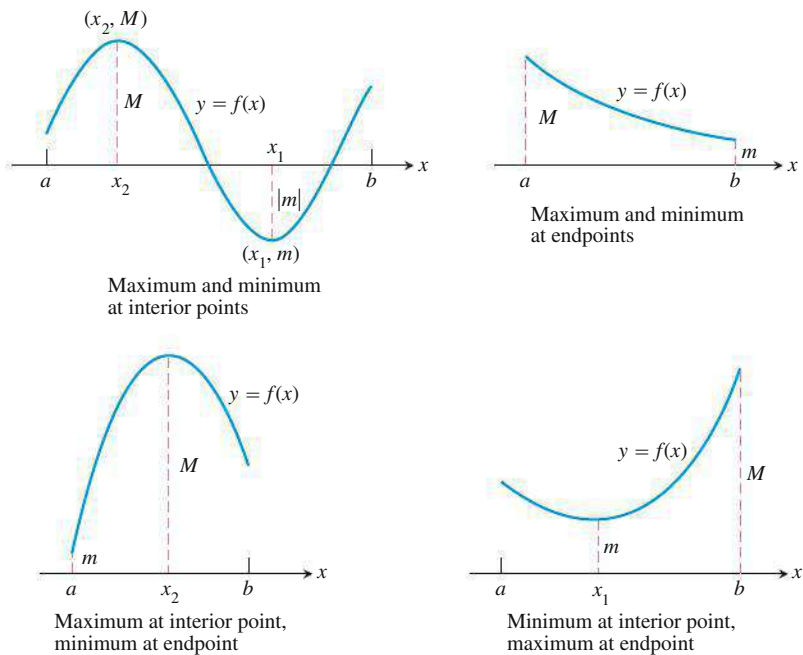 (x₂, M)
M
y = f(x)
x₁
x
a
x₂
b
|m|
(x₁, m)
Maximum and minimum
at interior points
y = f(x)
M
m
x
a
b
Maximum and minimum
at endpoints
y = f(x)
M
m
x
a
x₂
b
Maximum at interior point,
minimum at endpoint
y = f(x)
M
m
x
a
x₁
b
Minimum at interior point,
maximum at endpoint